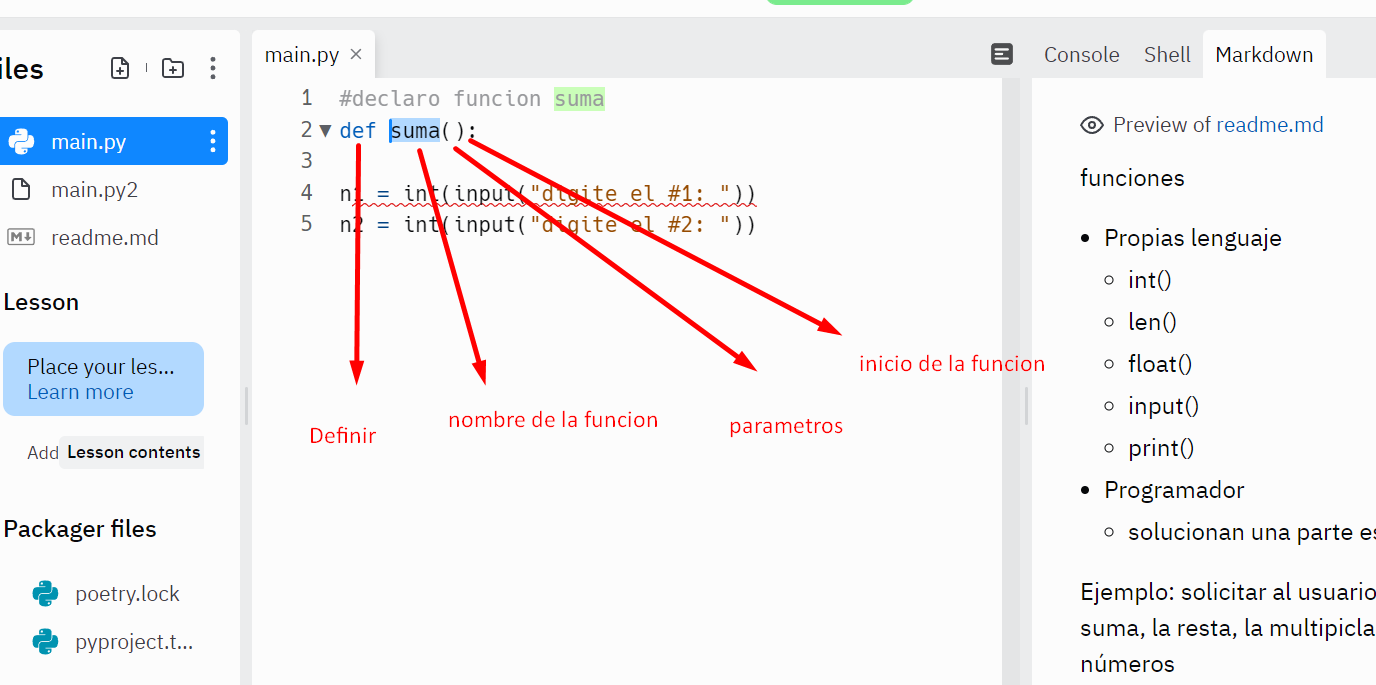 iles
main.py
main.py2
readme.md
Lesson
Place your les...
Learn more
Add Lesson contents
Packager files
poetry.lock
pyproject.t...
main.py ×
1 #declaro funcion suma
2 def suma():
3
4 n1 = int(input("digite el #1: "))
5 n2 = int(input("digite el #2: "))
Definir
nombre de la funcion
parametros
inicio de la funcion
Console Shell Markdown
Preview of readme.md
funciones
• Propias lenguaje
◦ int()
◦ len()
◦ float()
◦ input()
◦ print()
• Programador
◦ solucionan una parte es
Ejemplo: solicitar al usuario
suma, la resta, la multipicla
números